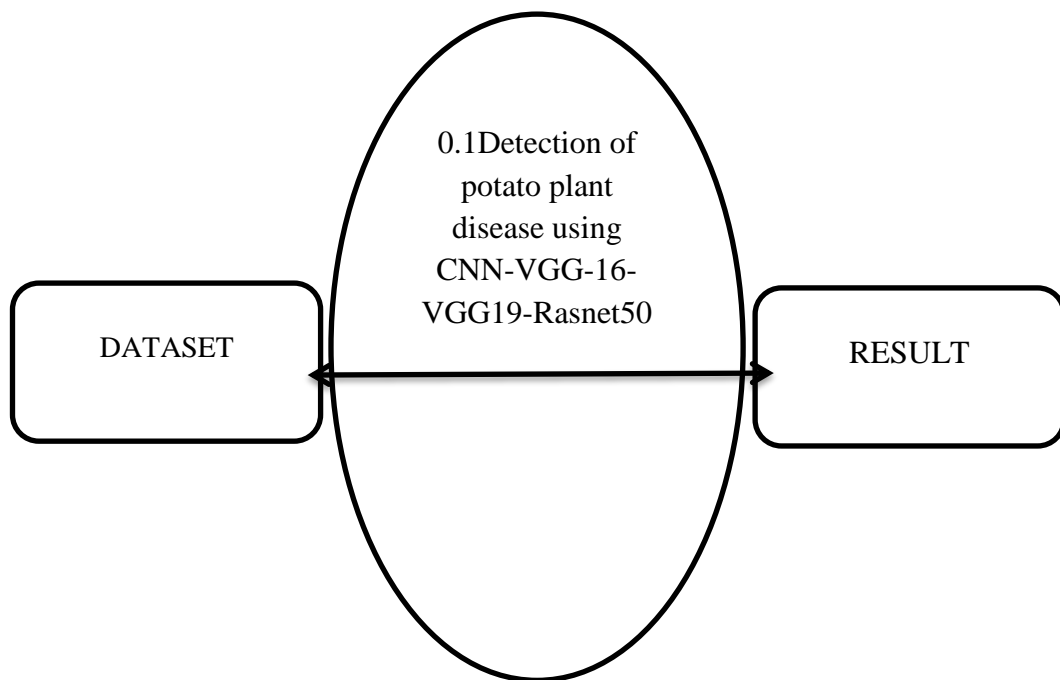 0.1Detection of
potato plant
disease using
CNN-VGG-16-
VGG19-Rasnet50
DATASET
RESULT